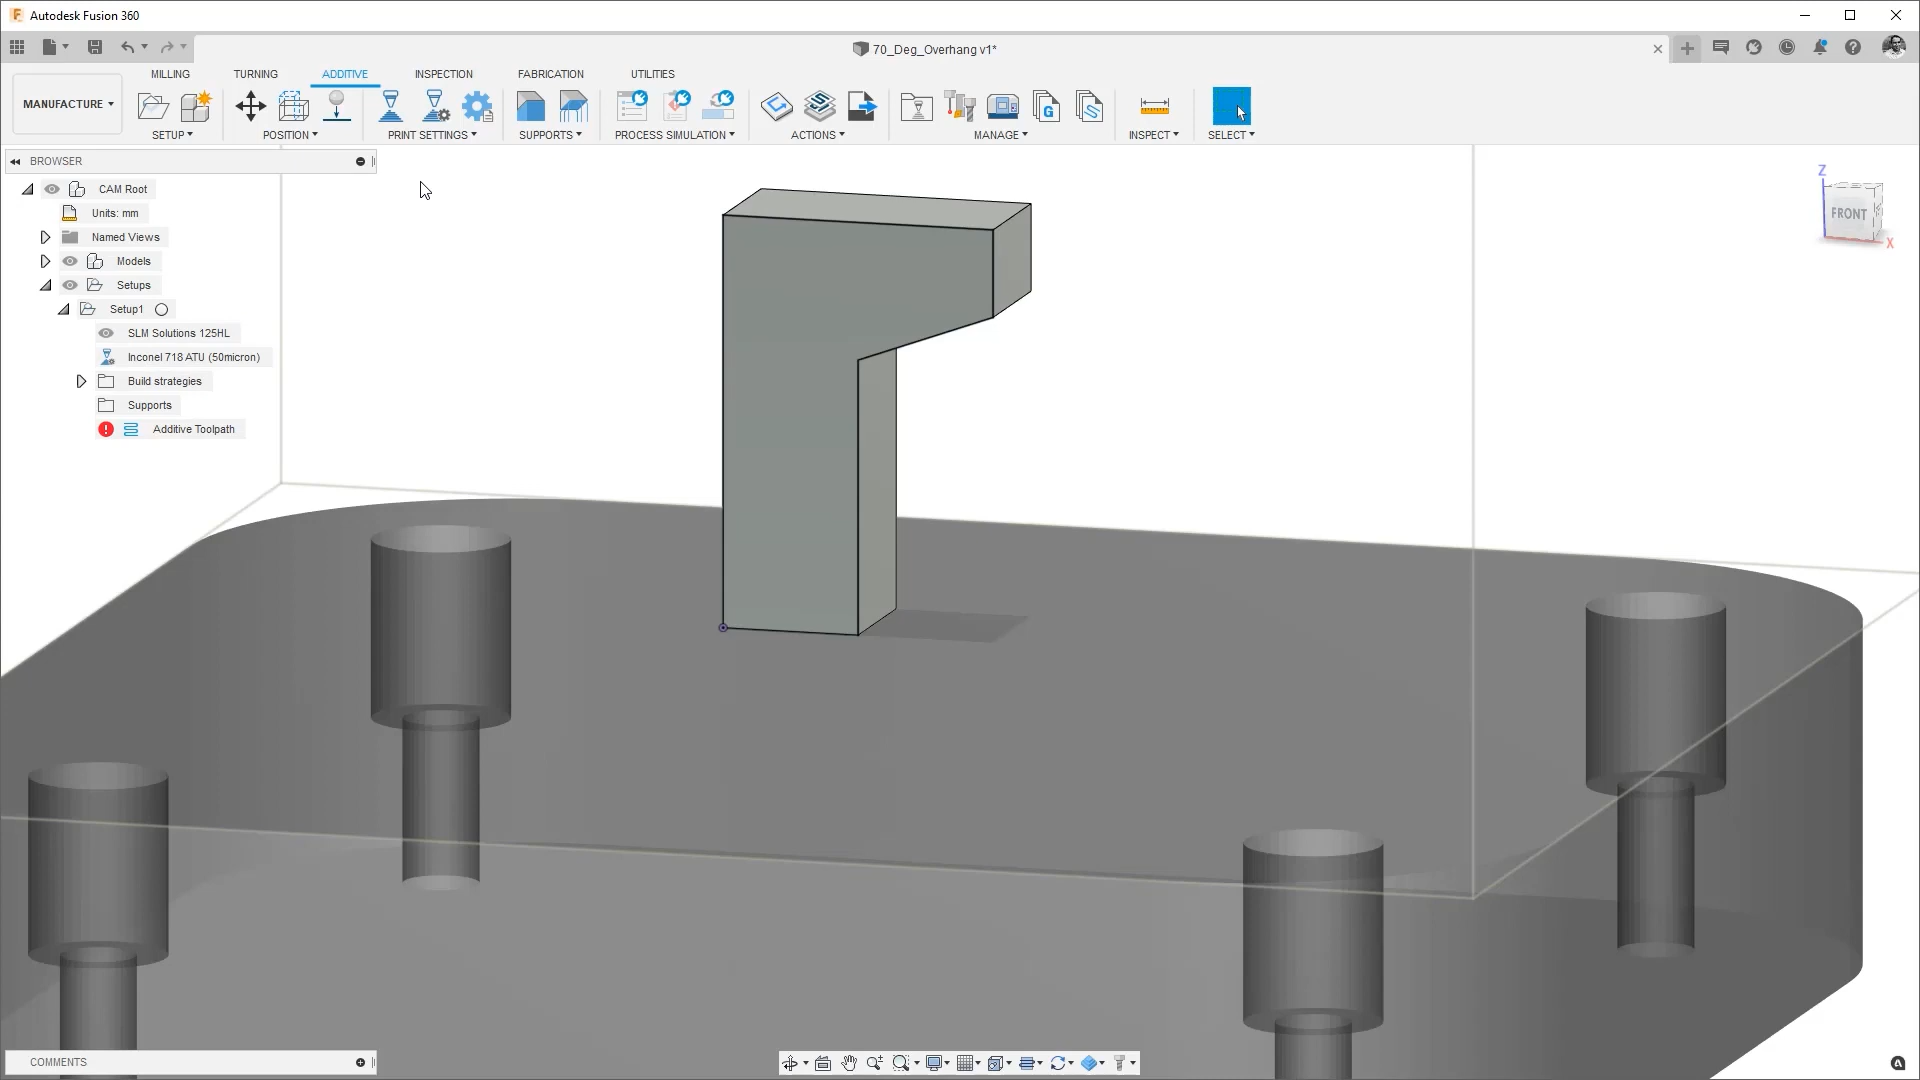 Autodesk Fusion 360
70_Deg_Overhang v1*
MILLING TURNING ADDITIVE INSPECTION FABRICATION UTILITIES
MANUFACTURE
SETUP POSITION PRINT SETTINGS SUPPORTS PROCESS SIMULATION ACTIONS MANAGE INSPECT SELECT
BROWSER
CAM Root
Units: mm
Named Views
Models
Setups
Setup1
SLM Solutions 125HL
Inconel 718 ATU (50micron)
Build strategies
Supports
Additive Toolpath
Z
FRONT
X
COMMENTS